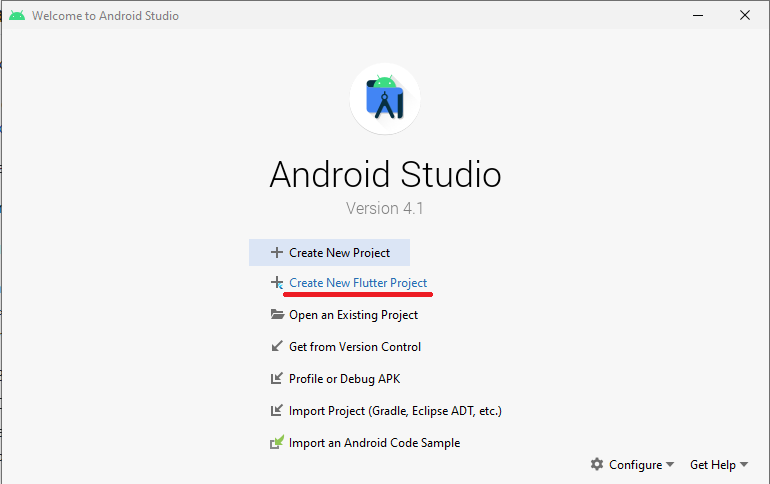 Welcome to Android Studio
Android Studio
Version 4.1
Create New Project
Create New Flutter Project
Open an Existing Project
Get from Version Control
Profile or Debug APK
Import Project (Gradle, Eclipse ADT, etc.)
Import an Android Code Sample
Configure Get Help